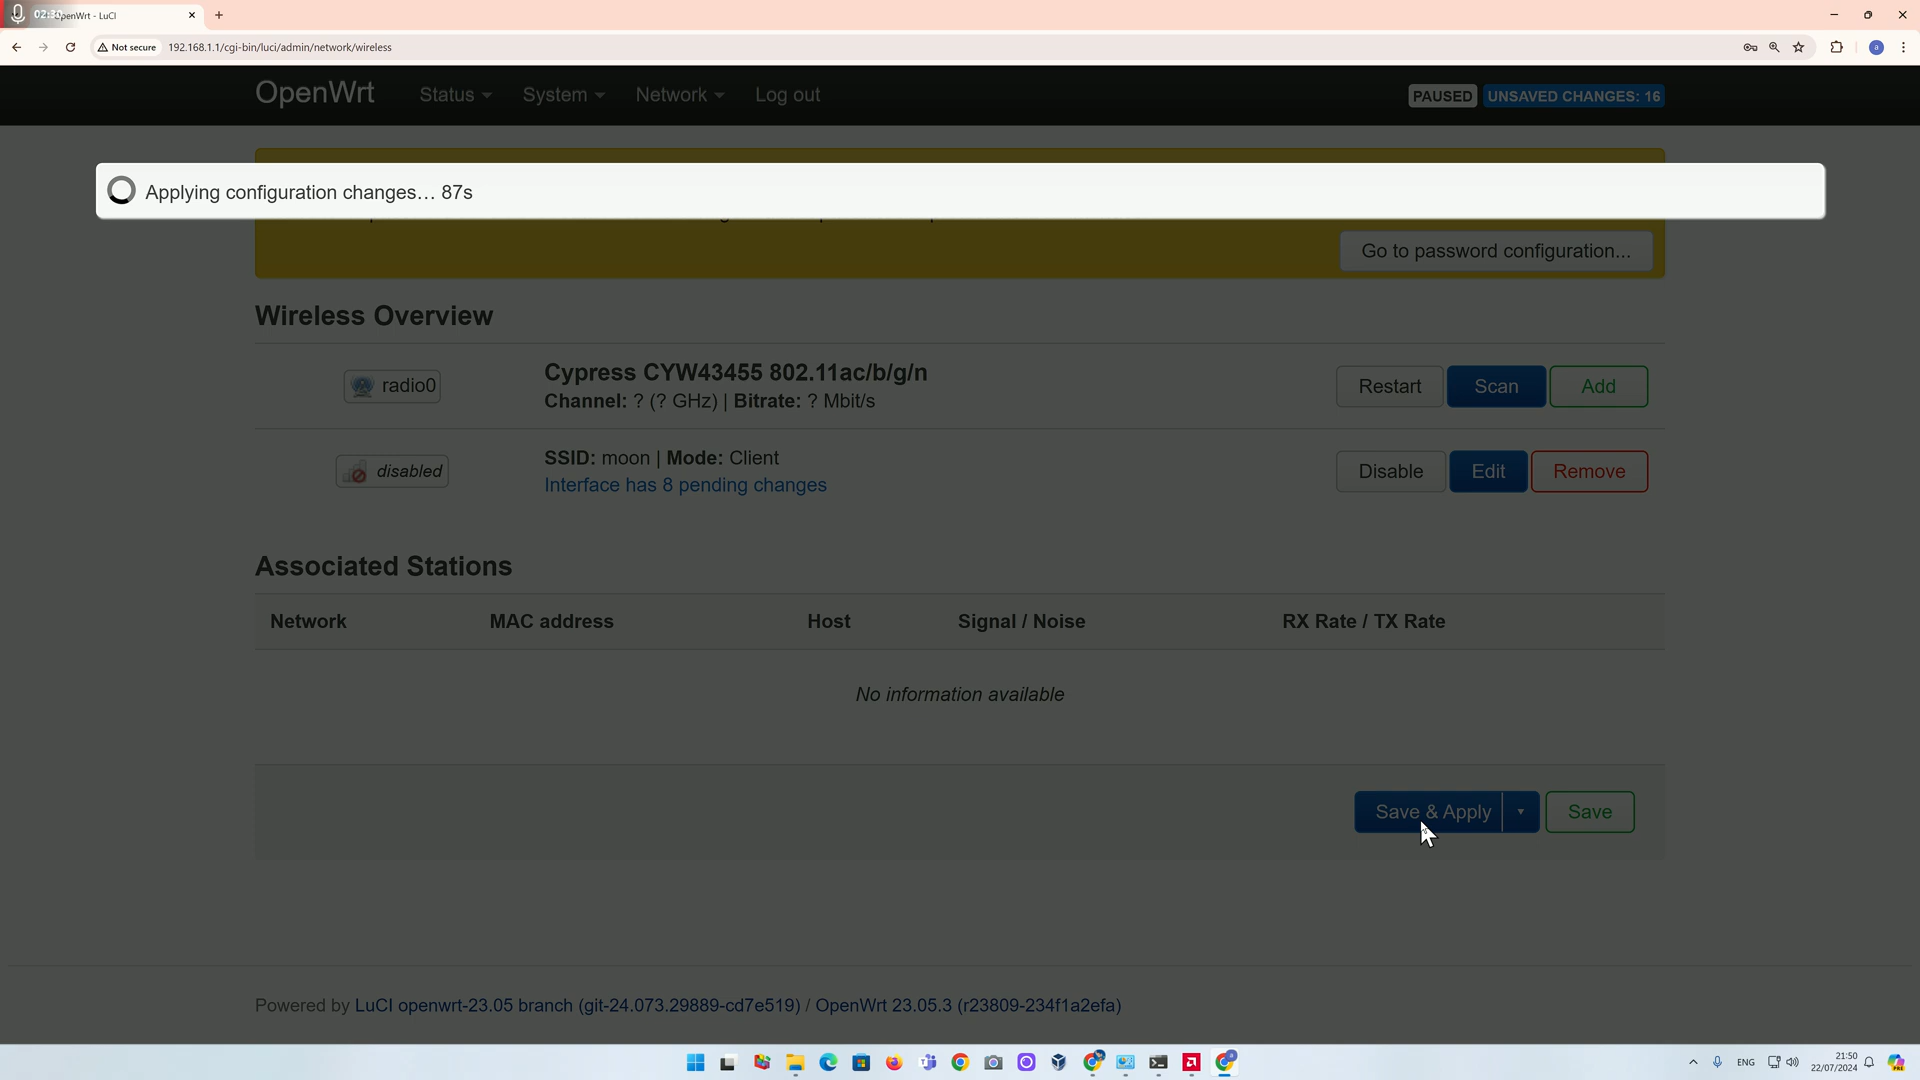 OpenWrt - LuCI
Not secure
192.168.1.1/cgi-bin/luci/admin/network/wireless
a
OpenWrt
Status
System
Network
Log out
PAUSED
UNSAVED CHANGES: 16
Applying configuration changes… 87s
Go to password configuration...
Wireless Overview
radio0
Cypress CYW43455 802.11ac/b/g/n
Channel: ? (? GHz) | Bitrate: ? Mbit/s
Restart
Scan
Add
disabled
SSID: moon | Mode: Client
Interface has 8 pending changes
Disable
Edit
Remove
Associated Stations
Network
MAC address
Host
Signal / Noise
RX Rate / TX Rate
No information available
Save & Apply
Save
Powered by LuCI openwrt-23.05 branch (git-24.073.29889-cd7e519) / OpenWrt 23.05.3 (r23809-234f1a2efa)
ENG
21:50
22/07/2024
PRE